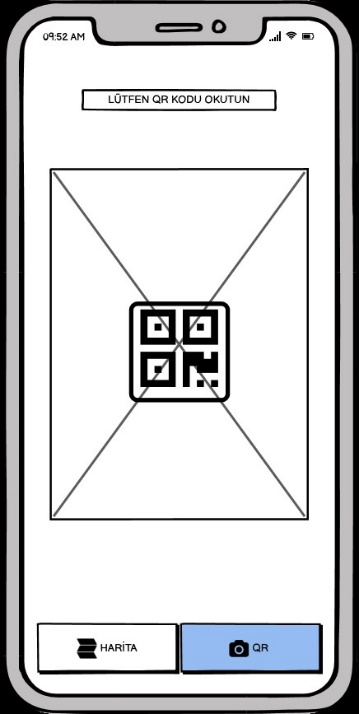 09:52 AM
LÜTFEN QR KODU OKUTUN
HARİTA
QR